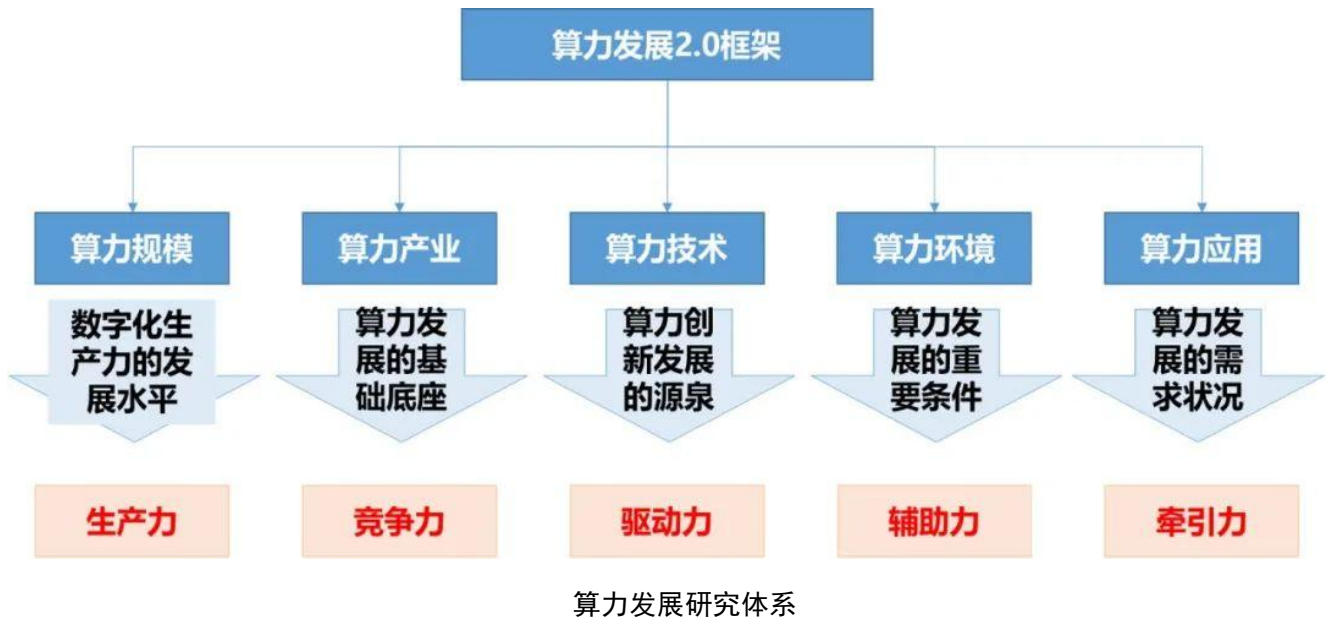 算力发展2.0框架
算力规模
算力产业
算力技术
算力环境
算力应用
数字化生
产力的发
展水平
算力发
展的基
础底座
算力创
新发展
的源泉
算力发
展的重
要条件
算力发
展的需
求状况
生产力
竞争力
驱动力
辅助力
牵引力
算力发展研究体系